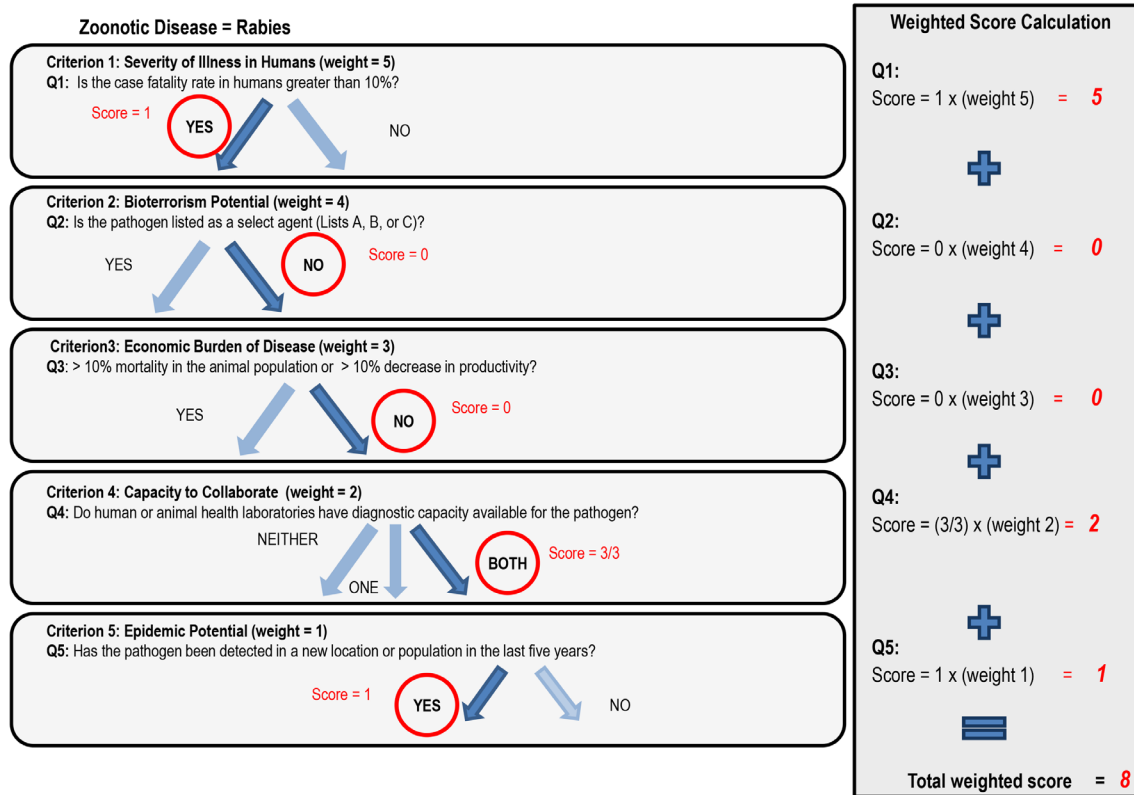 Zoonotic Disease = Rabies
Criterion 1: Severity of Illness in Humans (weight = 5)
Q1: Is the case fatality rate in humans greater than 10%?
Score = 1
YES
NO
Criterion 2: Bioterrorism Potential (weight = 4)
Q2: Is the pathogen listed as a select agent (Lists A, B, or C)?
YES
NO
Score = 0
Criterion3: Economic Burden of Disease (weight = 3)
Q3: > 10% mortality in the animal population or > 10% decrease in productivity?
YES
NO
Score = 0
Criterion 4: Capacity to Collaborate (weight = 2)
Q4: Do human or animal health laboratories have diagnostic capacity available for the pathogen?
NEITHER
ONE
BOTH
Score = 3/3
Criterion 5: Epidemic Potential (weight = 1)
Q5: Has the pathogen been detected in a new location or population in the last five years?
Score = 1
YES
NO
Weighted Score Calculation
Q1:
Score = 1 x (weight 5) = 5
Q2:
Score = 0 x (weight 4) = 0
Q3:
Score = 0 x (weight 3) = 0
Q4:
Score = (3/3) x (weight 2) = 2
Q5:
Score = 1 x (weight 1) = 1
Total weighted score = 8